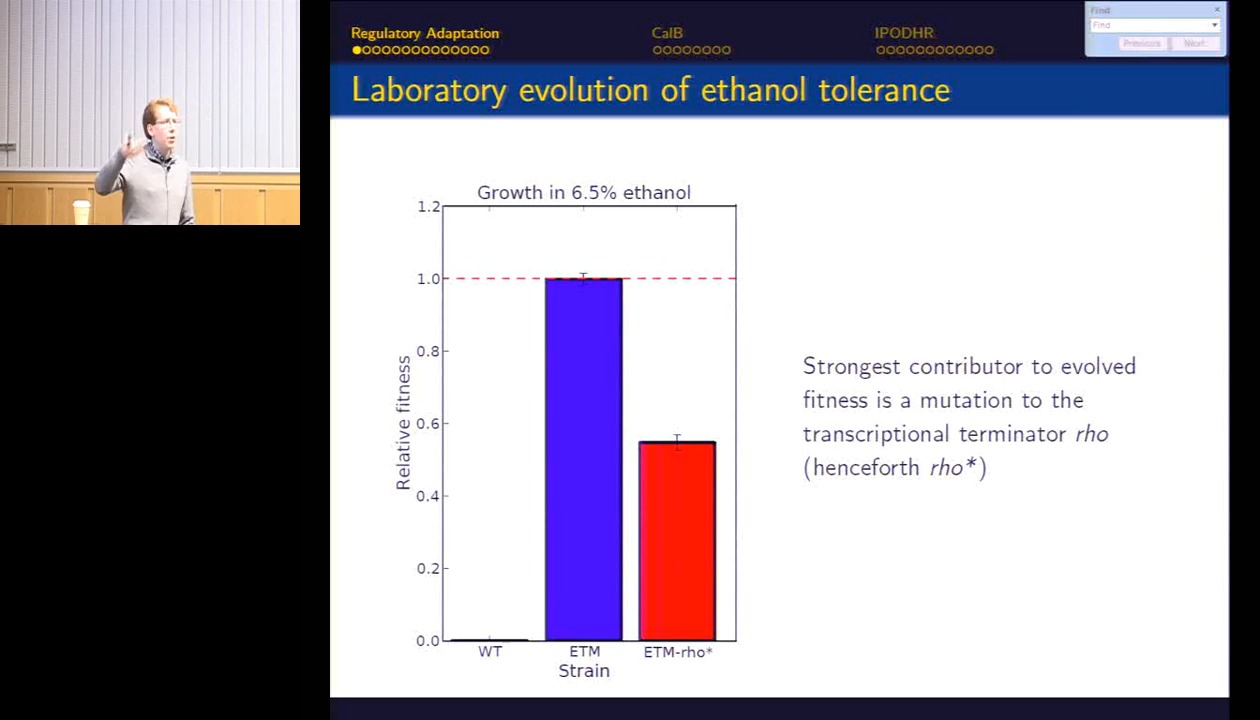 Regulatory Adaptation
CalB
IPODHR
Find
Find
Previous
Next
Laboratory evolution of ethanol tolerance
Growth in 6.5% ethanol
1.2
1.0
0.8
0.6
0.4
0.2
0.0
Relative fitness
WT
ETM
ETM-rho*
Strain
Strongest contributor to evolved
fitness is a mutation to the
transcriptional terminator rho
(henceforth rho*)